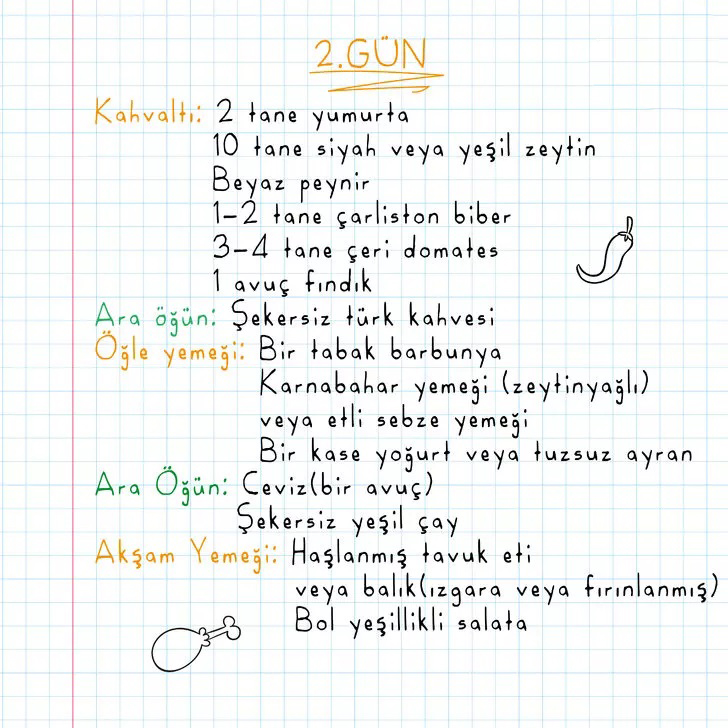 2.GÜN
Kahvaltı: 2 tane yumurta
10 tane siyah veya yeşil zeytin
Beyaz peynir
1-2 tane çarliston biber
3-4 tane çeri domates
1 avuç fındık
Ara öğün: Şekersiz türk kahvesi
Öğle yemeği: Bir tabak barbunya
Karnabahar yemeği (zeytinyağlı)
veya etli sebze yemeği
Bir kase yoğurt veya tuzsuz ayran
Ara Öğün: Ceviz(bir avuç)
Şekersiz yeşil çay
Akşam Yemeği: Haşlanmış tavuk eti
veya balık(ızgara veya fırınlanmış)
Bol yeşillikli salata